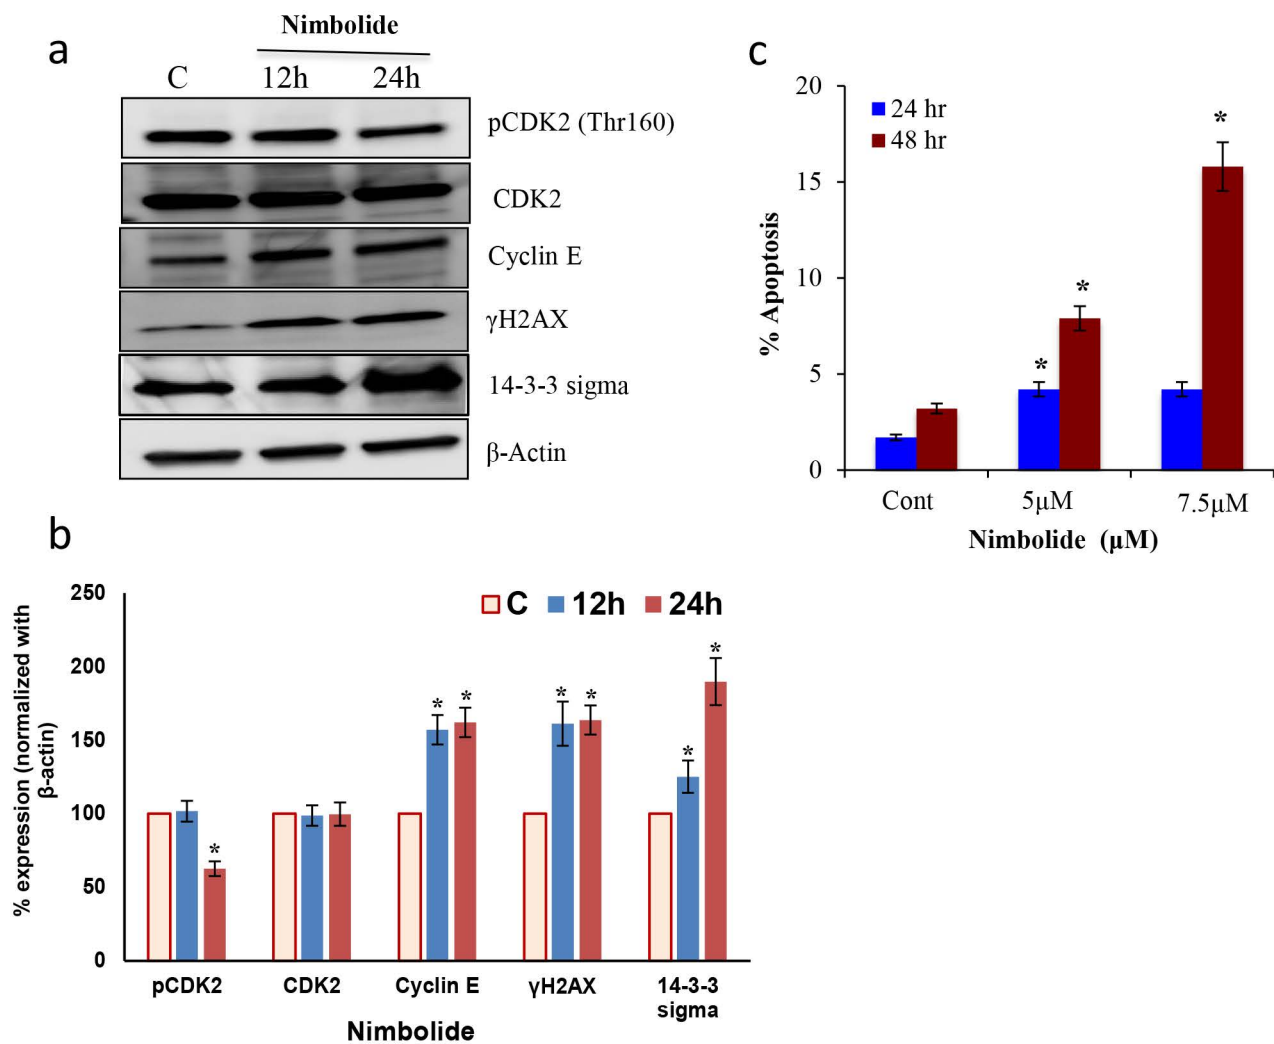 a
Nimbolide
C 12h 24h
pCDK2 (Thr160)
CDK2
Cyclin E
γH2AX
14-3-3 sigma
β-Actin
b
% expression (normalized with
β-actin)
250
200
150
100
50
0
C 12h 24h
*
* *
* *
* *
pCDK2 CDK2 Cyclin E γH2AX 14-3-3
sigma
Nimbolide
c
% Apoptosis
20
15
10
5
0
24 hr
48 hr
* *
*
Cont 5μM 7.5μM
Nimbolide (μM)